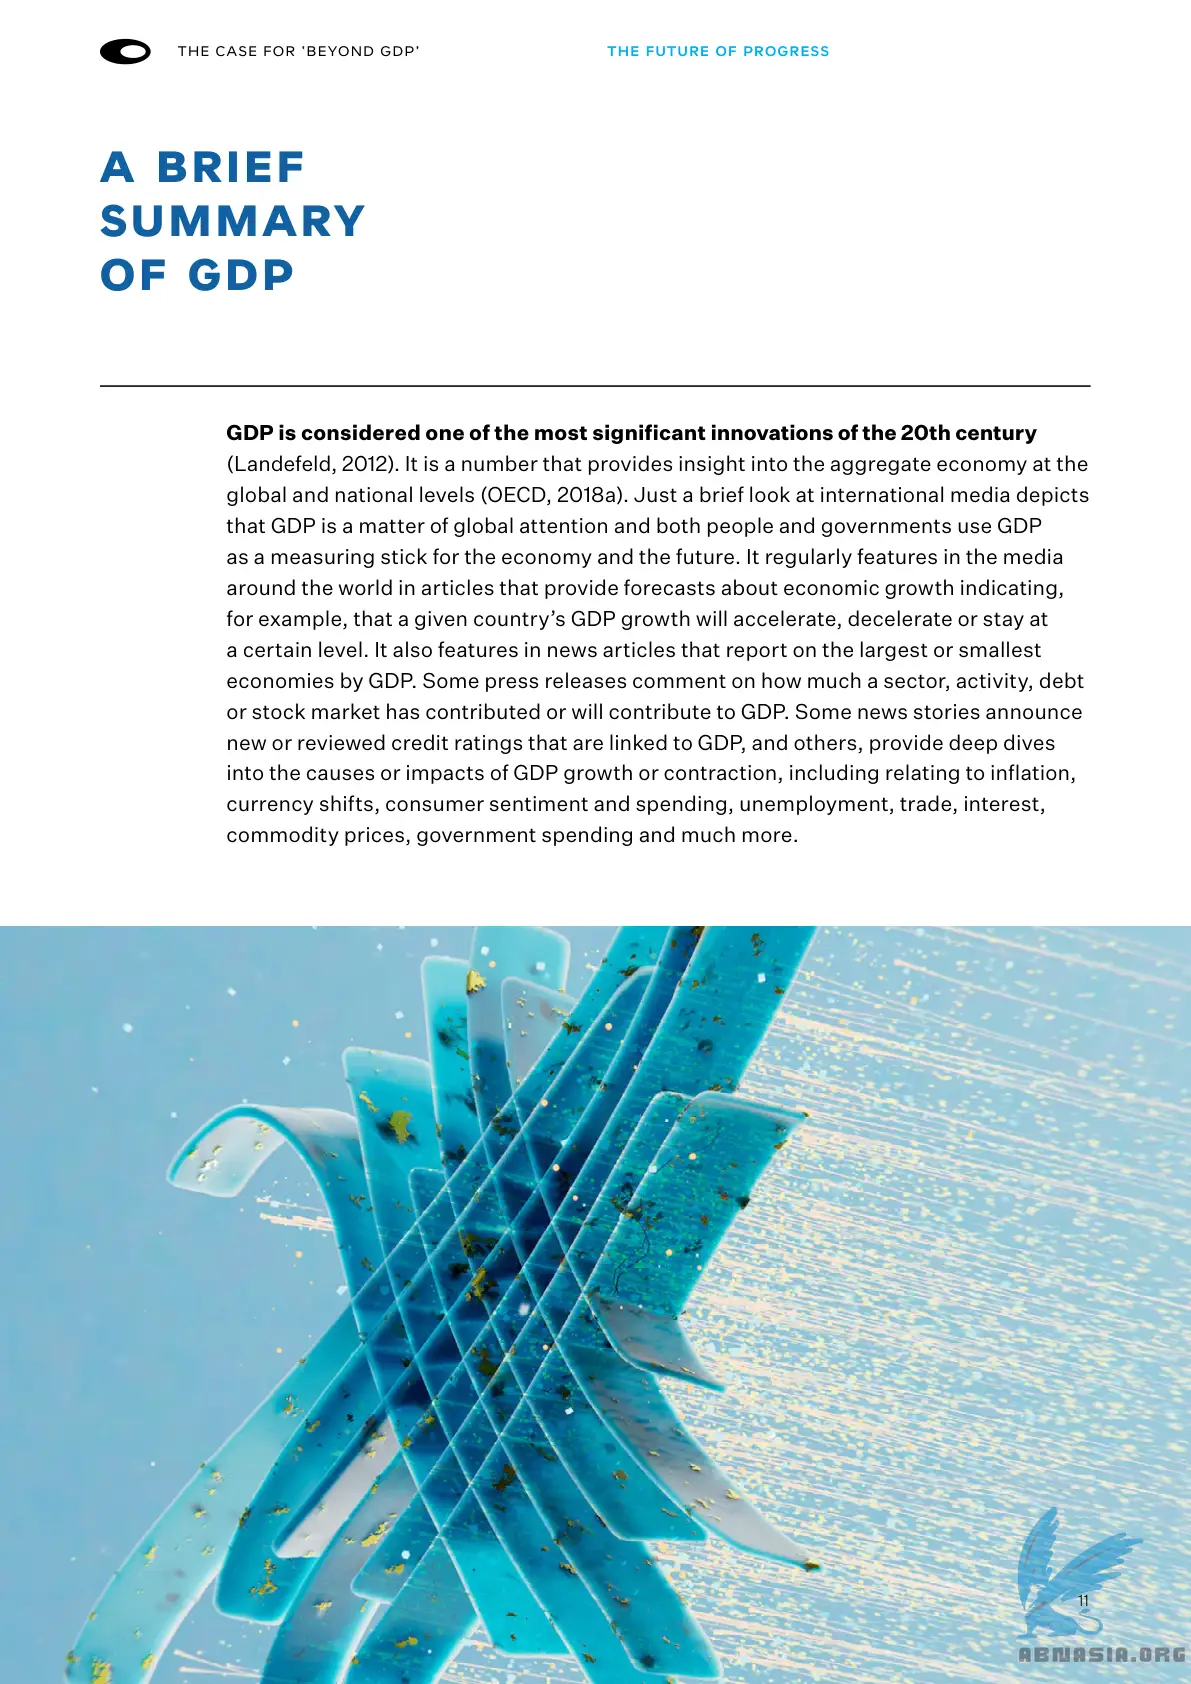 THE CASE FOR 'BEYOND GDP'
THE FUTURE OF PROGRESS
A BRIEF
SUMMARY
OF GDP
GDP is considered one of the most significant innovations of the 20th century
(Landefeld, 2012). It is a number that provides insight into the aggregate economy at the
global and national levels (OECD, 2018a). Just a brief look at international media depicts
that GDP is a matter of global attention and both people and governments use GDP
as a measuring stick for the economy and the future. It regularly features in the media
around the world in articles that provide forecasts about economic growth indicating,
for example, that a given country’s GDP growth will accelerate, decelerate or stay at
a certain level. It also features in news articles that report on the largest or smallest
economies by GDP. Some press releases comment on how much a sector, activity, debt
or stock market has contributed or will contribute to GDP. Some news stories announce
new or reviewed credit ratings that are linked to GDP, and others, provide deep dives
into the causes or impacts of GDP growth or contraction, including relating to inflation,
currency shifts, consumer sentiment and spending, unemployment, trade, interest,
commodity prices, government spending and much more.
11
ABNASIA.ORG